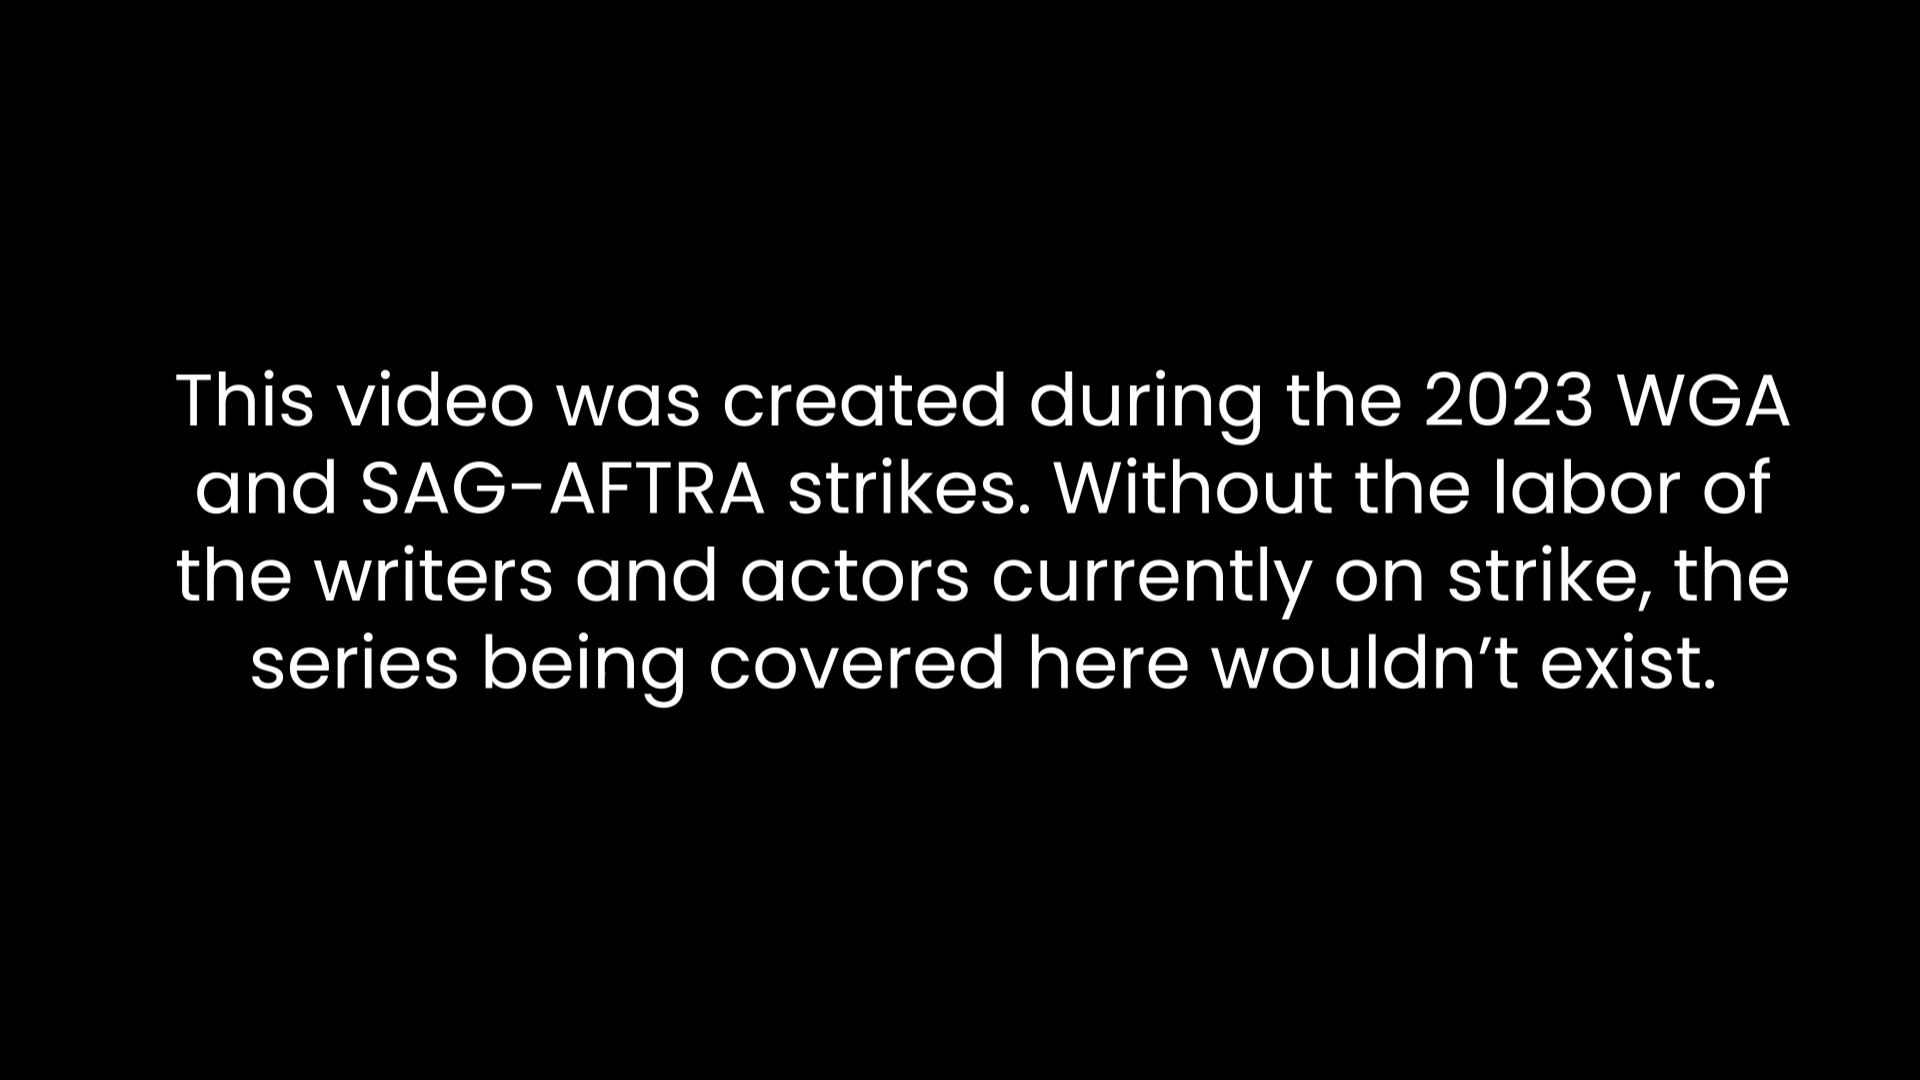 This video was created during the 2023 WGA
and SAG-AFTRA strikes. Without the labor of
the writers and actors currently on strike, the
series being covered here wouldn’t exist.